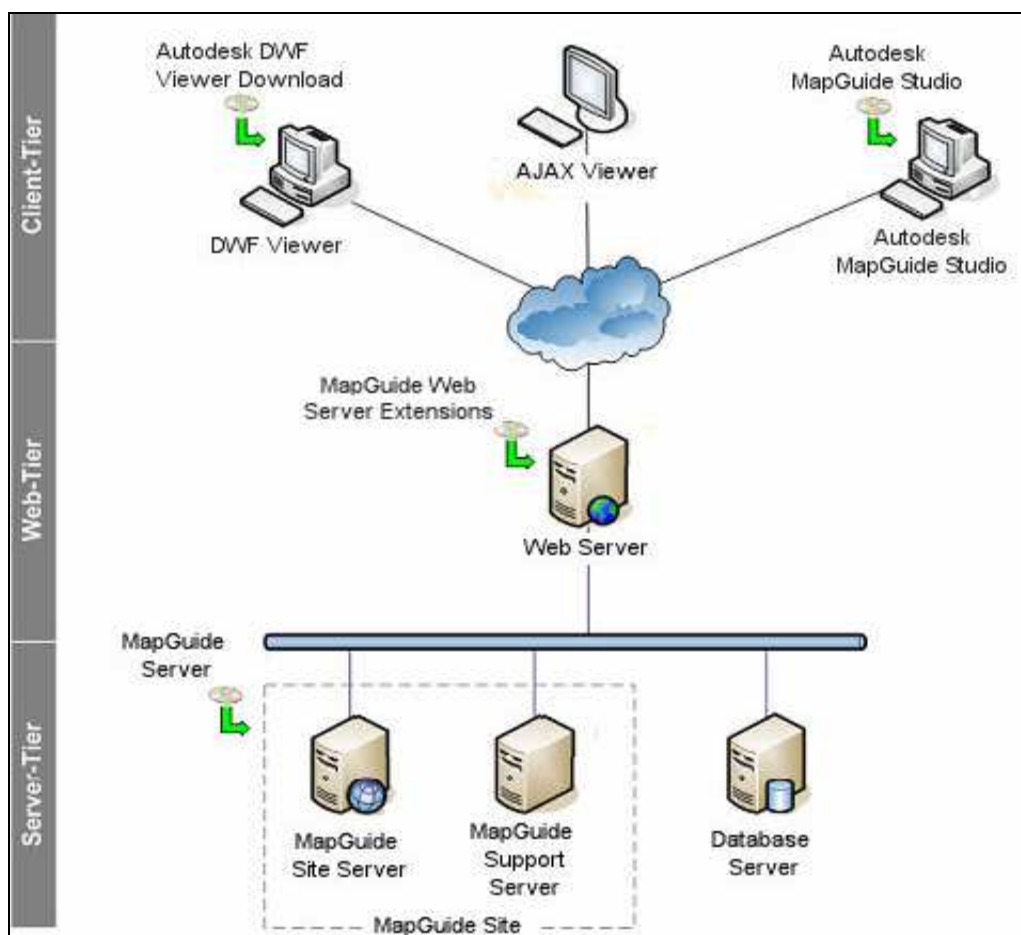 Client-Tier
Autodesk DWF
Viewer Download
DWF Viewer
AJAX Viewer
Autodesk
MapGuide Studio
Autodesk
MapGuide Studio
Web-Tier
MapGuide Web
Server Extensions
Web Server
Server-Tier
MapGuide
Server
MapGuide
Site Server
MapGuide
Support
Server
Database
Server
MapGuide Site